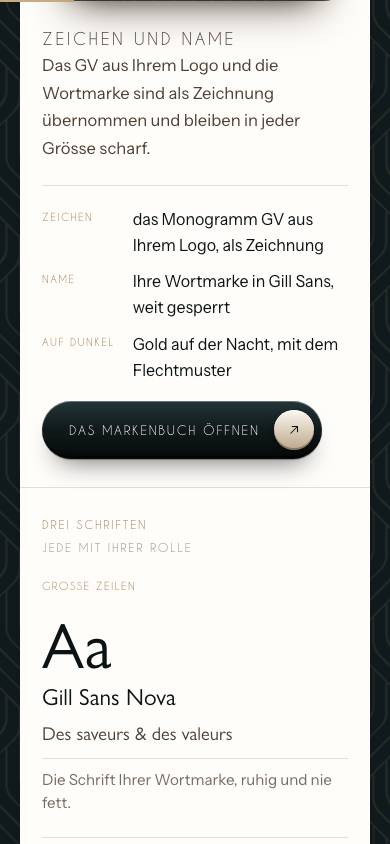 ZEICHEN UND NAME
Das GV aus Ihrem Logo und die
Wortmarke sind als Zeichnung
übernommen und bleiben in jeder
Grösse scharf.
ZEICHEN
das Monogramm GV aus
Ihrem Logo, als Zeichnung
NAME
Ihre Wortmarke in Gill Sans,
weit gesperrt
AUF DUNKEL
Gold auf der Nacht, mit dem
Flechtmuster
DAS MARKENBUCH ÖFFNEN
DREI SCHRIFTEN
JEDE MIT IHRER ROLLE
GROSSE ZEILEN
Aa
Gill Sans Nova
Des saveurs & des valeurs
Die Schrift Ihrer Wortmarke, ruhig und nie
fett.